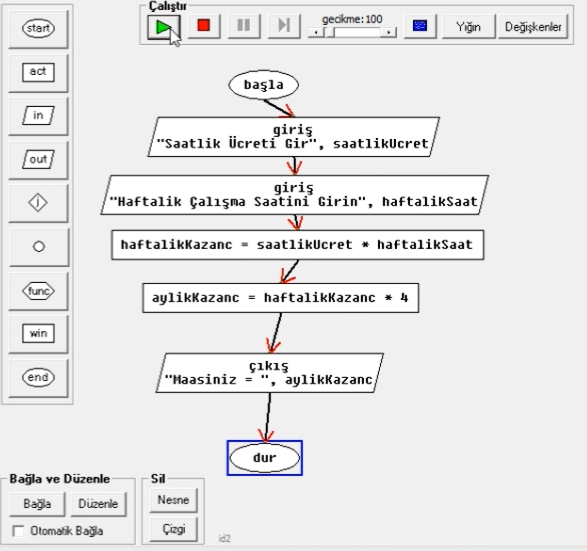 Çalıştır
gecikme:100
Yığın
Değişkenler
start
act
in
out
j
func
win
end
başla
giriş
"Saatlik Ücreti Gir", saatlikUcret
giriş
"Haftalik Çalışma Saatini Girin", haftalikSaat
haftalikKazanc = saatlikUcret * haftalikSaat
aylikKazanc = haftalikKazanc * 4
çıkış
"Maasiniz = ", aylikKazanc
dur
Bağla ve Düzenle
Bağla
Düzenle
Otomatik Bağla
Sil
Nesne
Çizgi
id2